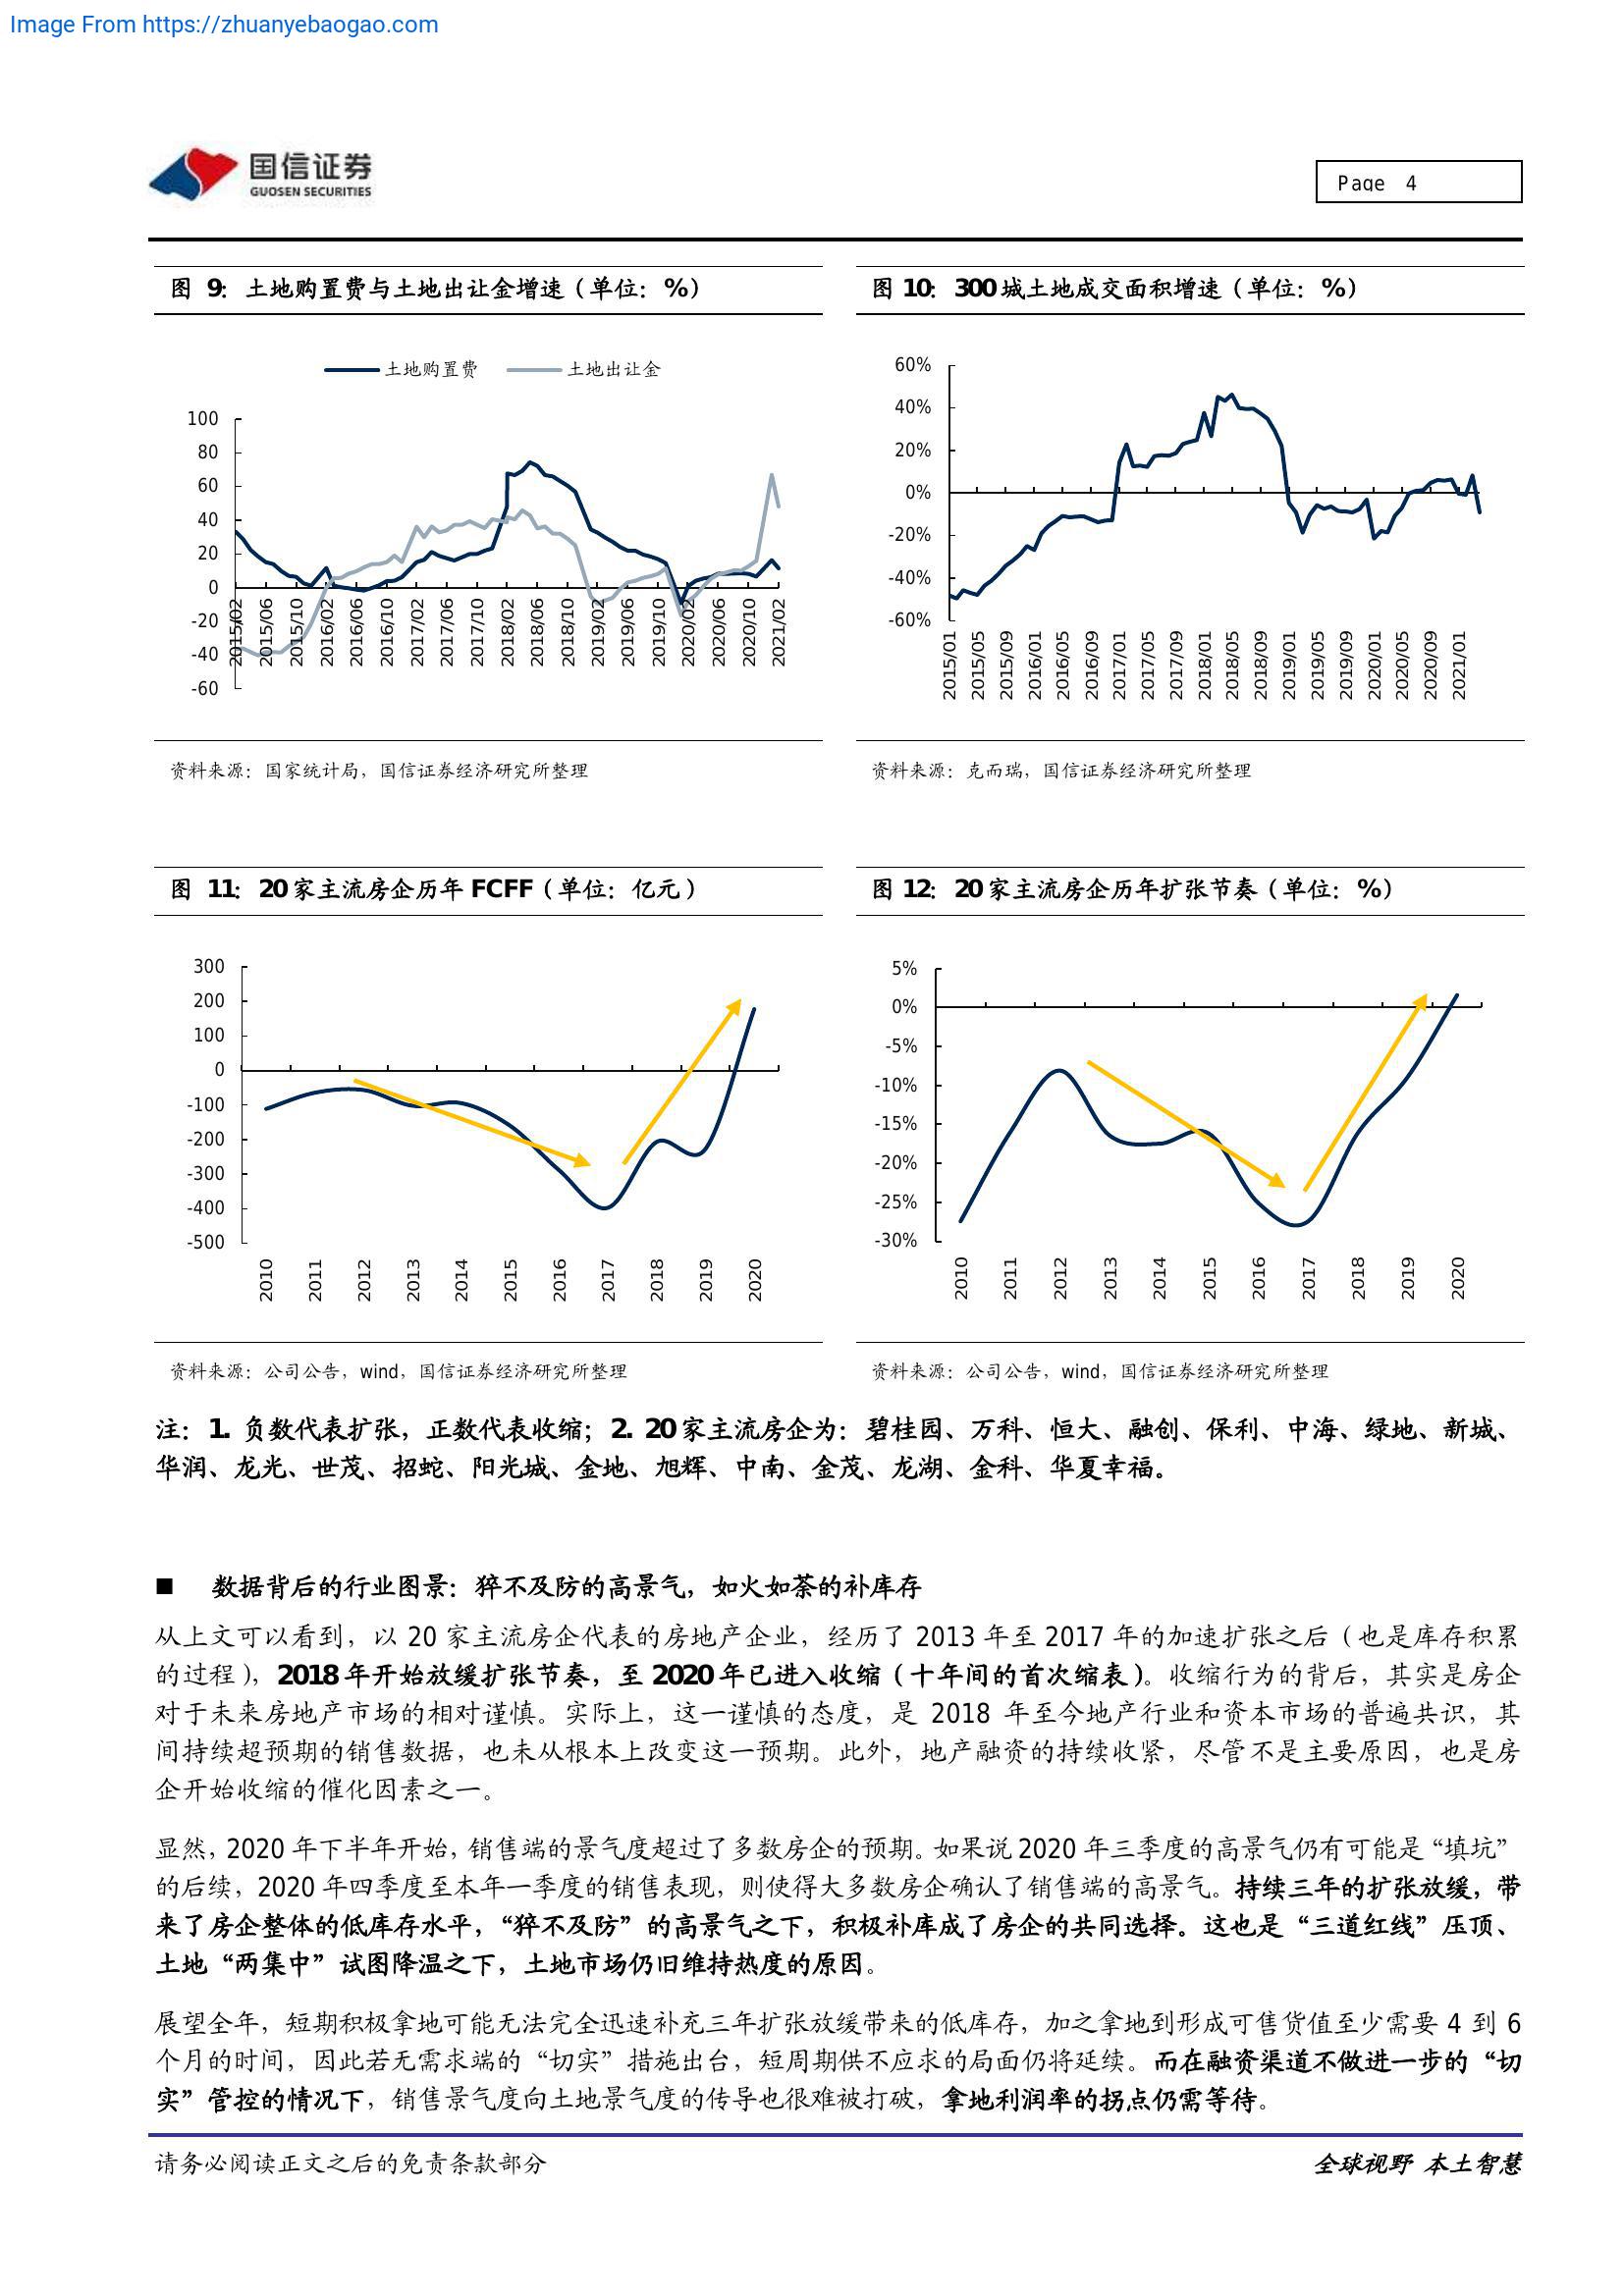 Image From https://zhuanyebaogao.com
国信证券
GUOSEN SECURITIES
Page 4
图 9：土地购置费与土地出让金增速（单位：%）
土地购置费 土地出让金
100
80
60
40
20
0
-20
-40
-60
2015/02 2015/06 2015/10 2016/02 2016/06 2016/10 2017/02 2017/06 2017/10 2018/02 2018/06 2018/10 2019/02 2019/06 2019/10 2020/02 2020/06 2020/10 2021/02
资料来源：国家统计局，国信证券经济研究所整理
图 10：300 城土地成交面积增速（单位：%）
60%
40%
20%
0%
-20%
-40%
-60%
2015/01 2015/05 2015/09 2016/01 2016/05 2016/09 2017/01 2017/05 2017/09 2018/01 2018/05 2018/09 2019/01 2019/05 2019/09 2020/01 2020/05 2020/09 2021/01
资料来源：克而瑞，国信证券经济研究所整理
图 11：20 家主流房企历年 FCFF（单位：亿元）
300
200
100
0
-100
-200
-300
-400
-500
2010 2011 2012 2013 2014 2015 2016 2017 2018 2019 2020
资料来源：公司公告，wind，国信证券经济研究所整理
图 12：20 家主流房企历年扩张节奏（单位：%）
5%
0%
-5%
-10%
-15%
-20%
-25%
-30%
2010 2011 2012 2013 2014 2015 2016 2017 2018 2019 2020
资料来源：公司公告，wind，国信证券经济研究所整理
注：1. 负数代表扩张，正数代表收缩；2. 20 家主流房企为：碧桂园、万科、恒大、融创、保利、中海、绿地、新城、
华润、龙光、世茂、招蛇、阳光城、金地、旭辉、中南、金茂、龙湖、金科、华夏幸福。
■ 数据背后的行业图景：猝不及防的高景气，如火如荼的补库存
从上文可以看到，以 20 家主流房企代表的房地产企业，经历了 2013 年至 2017 年的加速扩张之后（也是库存积累
的过程），2018 年开始放缓扩张节奏，至 2020 年已进入收缩（十年间的首次缩表）。收缩行为的背后，其实是房企
对于未来房地产市场的相对谨慎。实际上，这一谨慎的态度，是 2018 年至今地产行业和资本市场的普遍共识，其
间持续超预期的销售数据，也未从根本上改变这一预期。此外，地产融资的持续收紧，尽管不是主要原因，也是房
企开始收缩的催化因素之一。
显然，2020 年下半年开始，销售端的景气度超过了多数房企的预期。如果说 2020 年三季度的高景气仍有可能是“填坑”
的后续，2020 年四季度至本年一季度的销售表现，则使得大多数房企确认了销售端的高景气。持续三年的扩张放缓，带
来了房企整体的低库存水平，“猝不及防”的高景气之下，积极补库成了房企的共同选择。这也是“三道红线”压顶、
土地“两集中”试图降温之下，土地市场仍旧维持热度的原因。
展望全年，短期积极拿地可能无法完全迅速补充三年扩张放缓带来的低库存，加之拿地到形成可售货值至少需要 4 到 6
个月的时间，因此若无需求端的“切实”措施出台，短周期供不应求的局面仍将延续。而在融资渠道不做进一步的“切
实”管控的情况下，销售景气度向土地景气度的传导也很难被打破，拿地利润率的拐点仍需等待。
请务必阅读正文之后的免责条款部分
全球视野 本土智慧